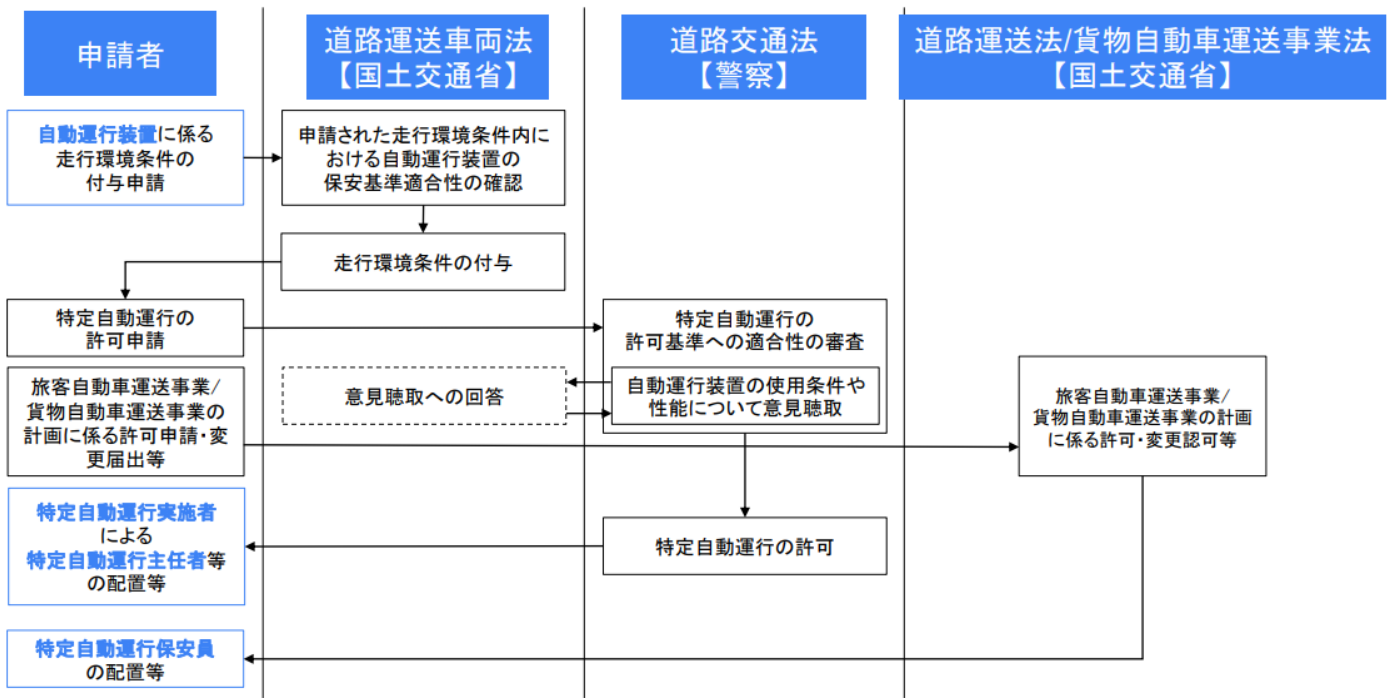 申請者
道路運送車両法
【国土交通省】
道路交通法
【警察】
道路運送法/貨物自動車運送事業法
【国土交通省】
自動運行装置に係る
走行環境条件の
付与申請
申請された走行環境条件内に
おける自動運行装置の
保安基準適合性の確認
走行環境条件の付与
特定自動運行の
許可申請
特定自動運行の
許可基準への適合性の審査
自動運行装置の使用条件や
性能について意見聴取
意見聴取への回答
旅客自動車運送事業/
貨物自動車運送事業の
計画に係る許可申請・変
更届出等
旅客自動車運送事業/
貨物自動車運送事業の計画
に係る許可・変更認可等
特定自動運行の許可
特定自動運行実施者
による
特定自動運行主任者等
の配置等
特定自動運行保安員
の配置等